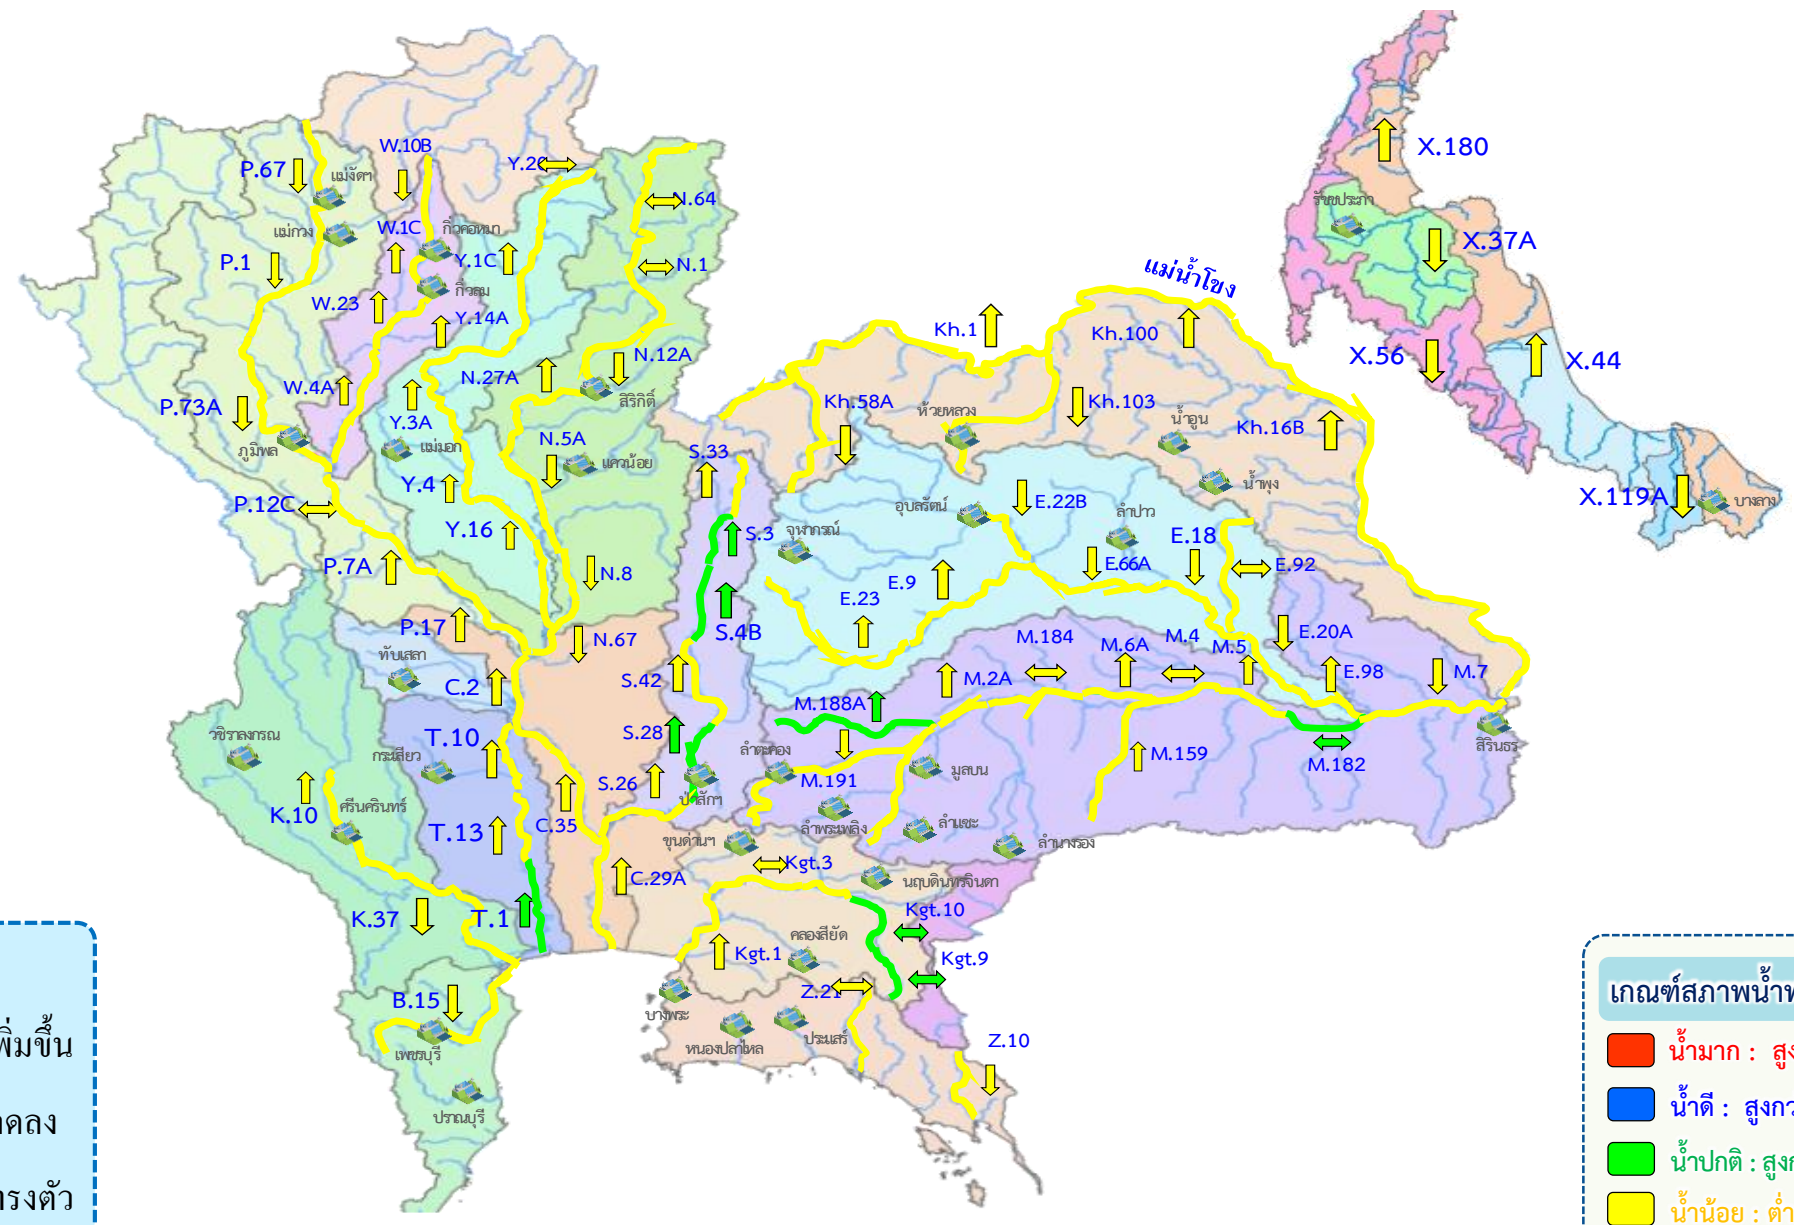 W.10B
P.67
แม่งัดฯ
Y.20
X.180
N.64
รัชชประภา
แม่กวง
W.1C
กิ่วคอหมา
X.37A
P.1
Y.1C
N.1
แม่น้ำโขง
กิ่วลม
W.23
Y.14A
Kh.1
Kh.100
N.12A
X.56
X.44
N.27A
W.4A
สิริกิติ์
P.73A
Y.3A
Kh.58A
ห้วยหลวง
Kh.103
น้ำอูน
Kh.16B
ภูมิพล
แม่มอก
N.5A
แควน้อย
S.33
Y.4
น้ำพุง
P.12C
อุบลรัตน์
E.22B
ลำปาว
X.119A
บางลาง
Y.16
S.3
จุฬาภรณ์
E.18
P.7A
N.8
E.9
E.66A
E.92
E.23
P.17
N.67
S.4B
M.184
M.6A
M.4
M.5
E.20A
ทับเสลา
C.2
S.42
M.2A
E.98
M.7
M.188A
วชิราลงกรณ
T.10
S.28
ลำตะคอง
M.159
M.182
สิรินธร
กระเสียว
S.26
ป่าสักฯ
M.191
มูลบน
K.10
ศรีนครินทร์
T.13
C.35
ขุนด่านฯ
ลำพระเพลิง
ลำแชะ
ลำนางรอง
C.29A
Kgt.3
นฤบดินทรจินดา
K.37
T.1
Kgt.10
คลองสียัด
Kgt.1
Kgt.9
B.15
Z.21
บางพระ
หนองปลาไหล
ประแสร์
Z.10
เพชรบุรี
ปราณบุรี
พิ่มขึ้น
ดลง
ทรงตัว
เกณฑ์สภาพน้ำท
น้ำมาก : สูง
น้ำดี : สูงกว
น้ำปกติ : สูงก
น้ำน้อย : ต่ำ